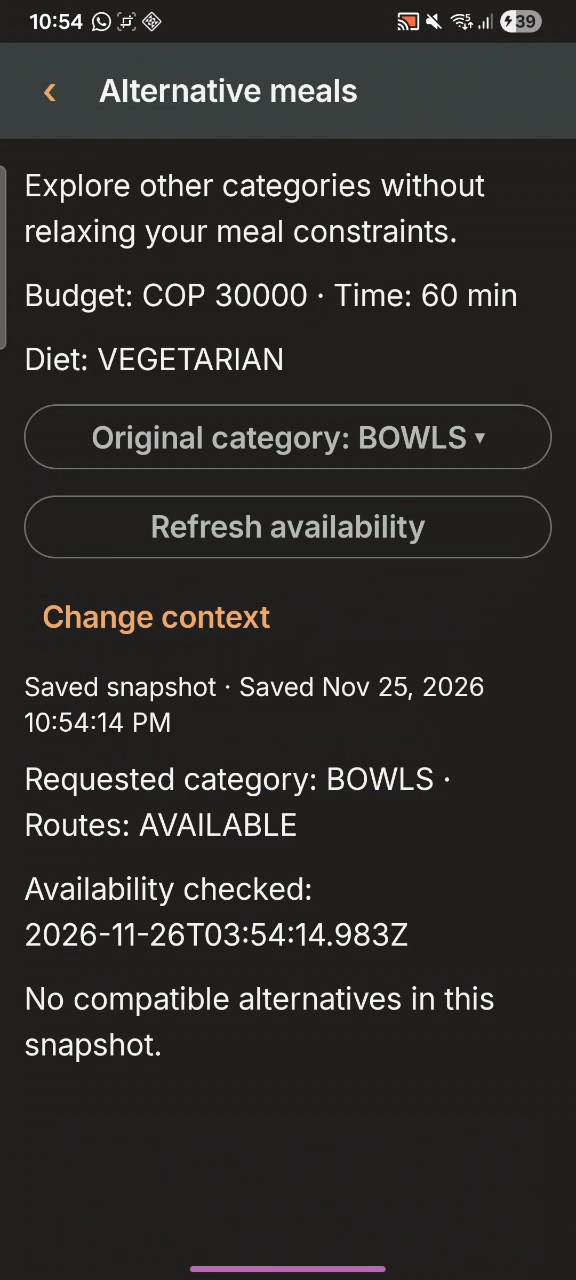 10:54
39
Alternative meals
Explore other categories without
relaxing your meal constraints.
Budget: COP 30000 · Time: 60 min
Diet: VEGETARIAN
Original category: BOWLS ▾
Refresh availability
Change context
Saved snapshot · Saved Nov 25, 2026
10:54:14 PM
Requested category: BOWLS ·
Routes: AVAILABLE
Availability checked:
2026-11-26T03:54:14.983Z
No compatible alternatives in this
snapshot.